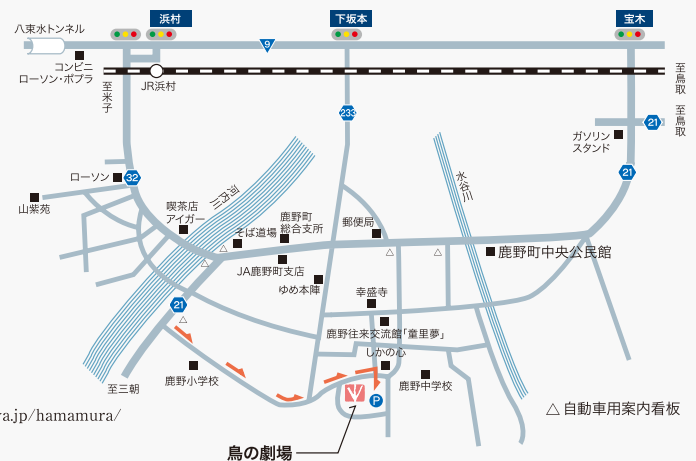 浜村
下坂本
宝木
八束水トンネル
9
コンビニ
ローソン・ポプラ
JR浜村
至米子
至鳥取
至鳥取
233
21
ガソリン
スタンド
ローソン
32
21
河内川
水谷川
山紫苑
喫茶店
アイガー
そば道場
鹿野町
総合支所
郵便局
鹿野町中央公民館
JA鹿野町支店
ゆめ本陣
幸盛寺
21
鹿野往来交流館「童里夢」
しかの心
至三朝
鹿野小学校
鹿野中学校
P
va.jp/hamamura/
△自動車用案内看板
鳥の劇場